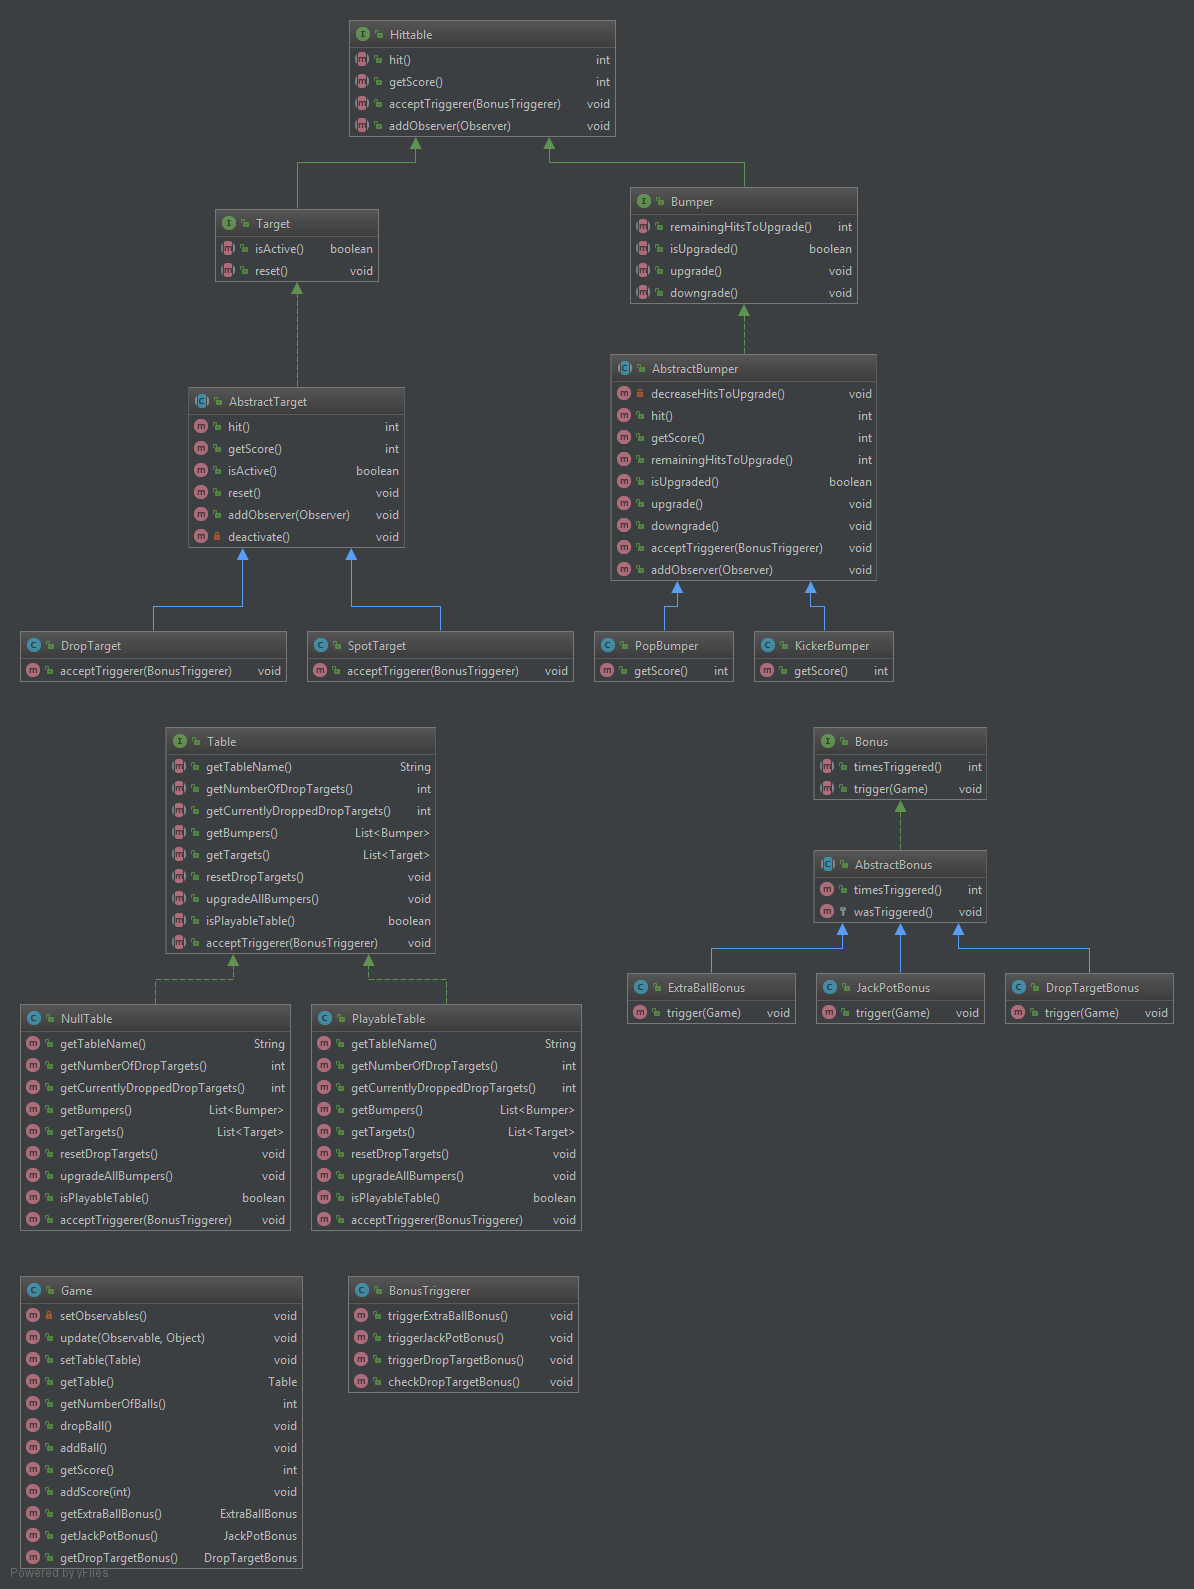 Hittable
hit() int
getScore() int
acceptTriggerer(BonusTriggerer) void
addObserver(Observer) void
Target
isActive() boolean
reset() void
Bumper
remainingHitsToUpgrade() int
isUpgraded() boolean
upgrade() void
downgrade() void
AbstractTarget
hit() int
getScore() int
isActive() boolean
reset() void
addObserver(Observer) void
deactivate() void
AbstractBumper
decreaseHitsToUpgrade() void
hit() int
getScore() int
remainingHitsToUpgrade() int
isUpgraded() boolean
upgrade() void
downgrade() void
acceptTriggerer(BonusTriggerer) void
addObserver(Observer) void
DropTarget
acceptTriggerer(BonusTriggerer) void
SpotTarget
acceptTriggerer(BonusTriggerer) void
PopBumper
getScore() int
KickerBumper
getScore() int
Table
getTableName() String
getNumberOfDropTargets() int
getCurrentlyDroppedDropTargets() int
getBumpers() List<Bumper>
getTargets() List<Target>
resetDropTargets() void
upgradeAllBumpers() void
isPlayableTable() boolean
acceptTriggerer(BonusTriggerer) void
Bonus
timesTriggered() int
trigger(Game) void
AbstractBonus
timesTriggered() int
wasTriggered() void
ExtraBallBonus
trigger(Game) void
JackPotBonus
trigger(Game) void
DropTargetBonus
trigger(Game) void
NullTable
getTableName() String
getNumberOfDropTargets() int
getCurrentlyDroppedDropTargets() int
getBumpers() List<Bumper>
getTargets() List<Target>
resetDropTargets() void
upgradeAllBumpers() void
isPlayableTable() boolean
acceptTriggerer(BonusTriggerer) void
PlayableTable
getTableName() String
getNumberOfDropTargets() int
getCurrentlyDroppedDropTargets() int
getBumpers() List<Bumper>
getTargets() List<Target>
resetDropTargets() void
upgradeAllBumpers() void
isPlayableTable() boolean
acceptTriggerer(BonusTriggerer) void
Game
setObservables() void
update(Observable, Object) void
setTable(Table) void
getTable() Table
getNumberOfBalls() int
dropBall() void
addBall() void
getScore() int
addScore(int) void
getExtraBallBonus() ExtraBallBonus
getJackPotBonus() JackPotBonus
getDropTargetBonus() DropTargetBonus
BonusTriggerer
triggerExtraBallBonus() void
triggerJackPotBonus() void
triggerDropTargetBonus() void
checkDropTargetBonus() void
Powered by yFiles